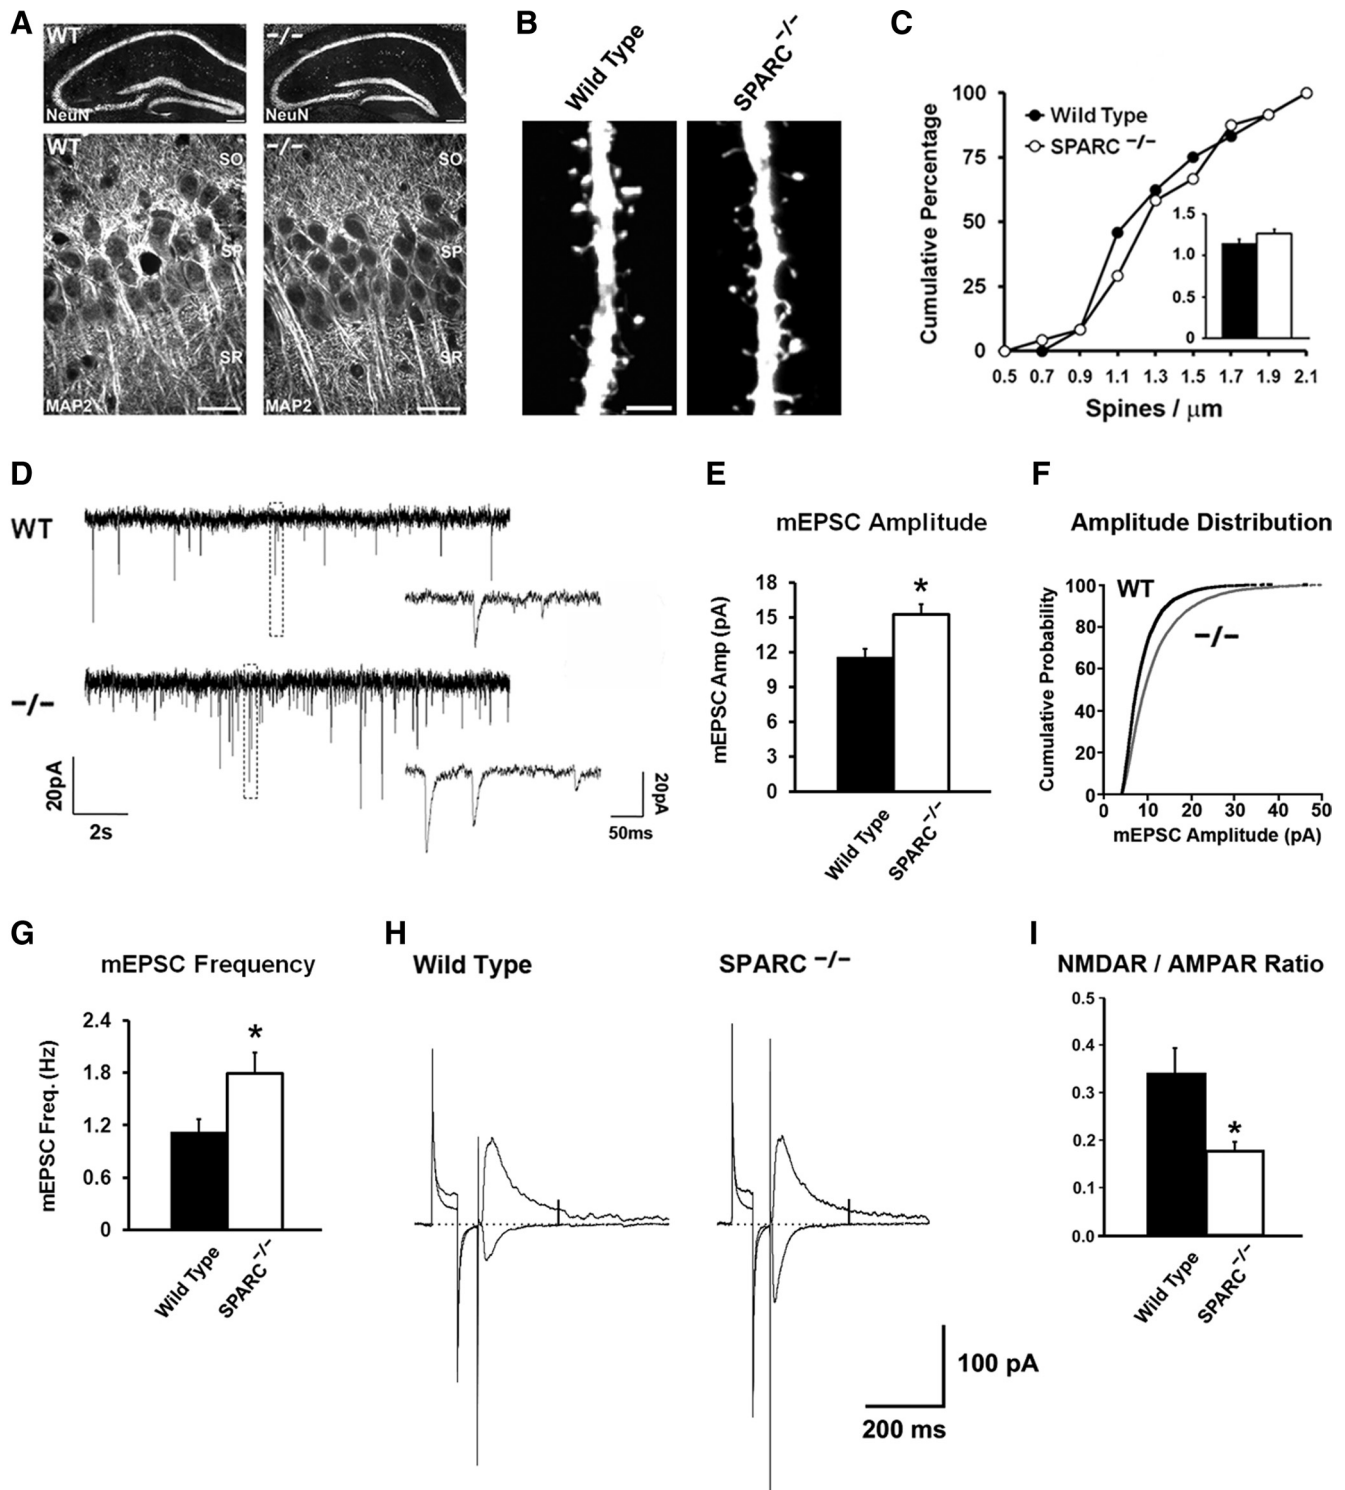 A
WT
NeuN
−/−
NeuN
WT
SO
SP
SR
MAP2
−/−
SO
SP
SR
MAP2
B
Wild Type
SPARC −/−
C
Cumulative Percentage
100
75
50
25
0
Wild Type
SPARC −/−
1.5
1.0
0.5
0
0.5 0.7 0.9 1.1 1.3 1.5 1.7 1.9 2.1
Spines / μm
D
WT
−/−
20pA
2s
20pA
50ms
E
mEPSC Amplitude
mEPSC Amp (pA)
18
15
12
9
6
3
0
*
Wild Type
SPARC −/−
F
Amplitude Distribution
Cumulative Probability
100
80
60
40
20
0
WT
−/−
0 10 20 30 40 50
mEPSC Amplitude (pA)
G
mEPSC Frequency
mEPSC Freq. (Hz)
2.4
1.8
1.2
0.6
0
*
Wild Type
SPARC −/−
H
Wild Type
SPARC −/−
100 pA
200 ms
I
NMDAR / AMPAR Ratio
0.5
0.4
0.3
0.2
0.1
0.0
*
Wild Type
SPARC −/−